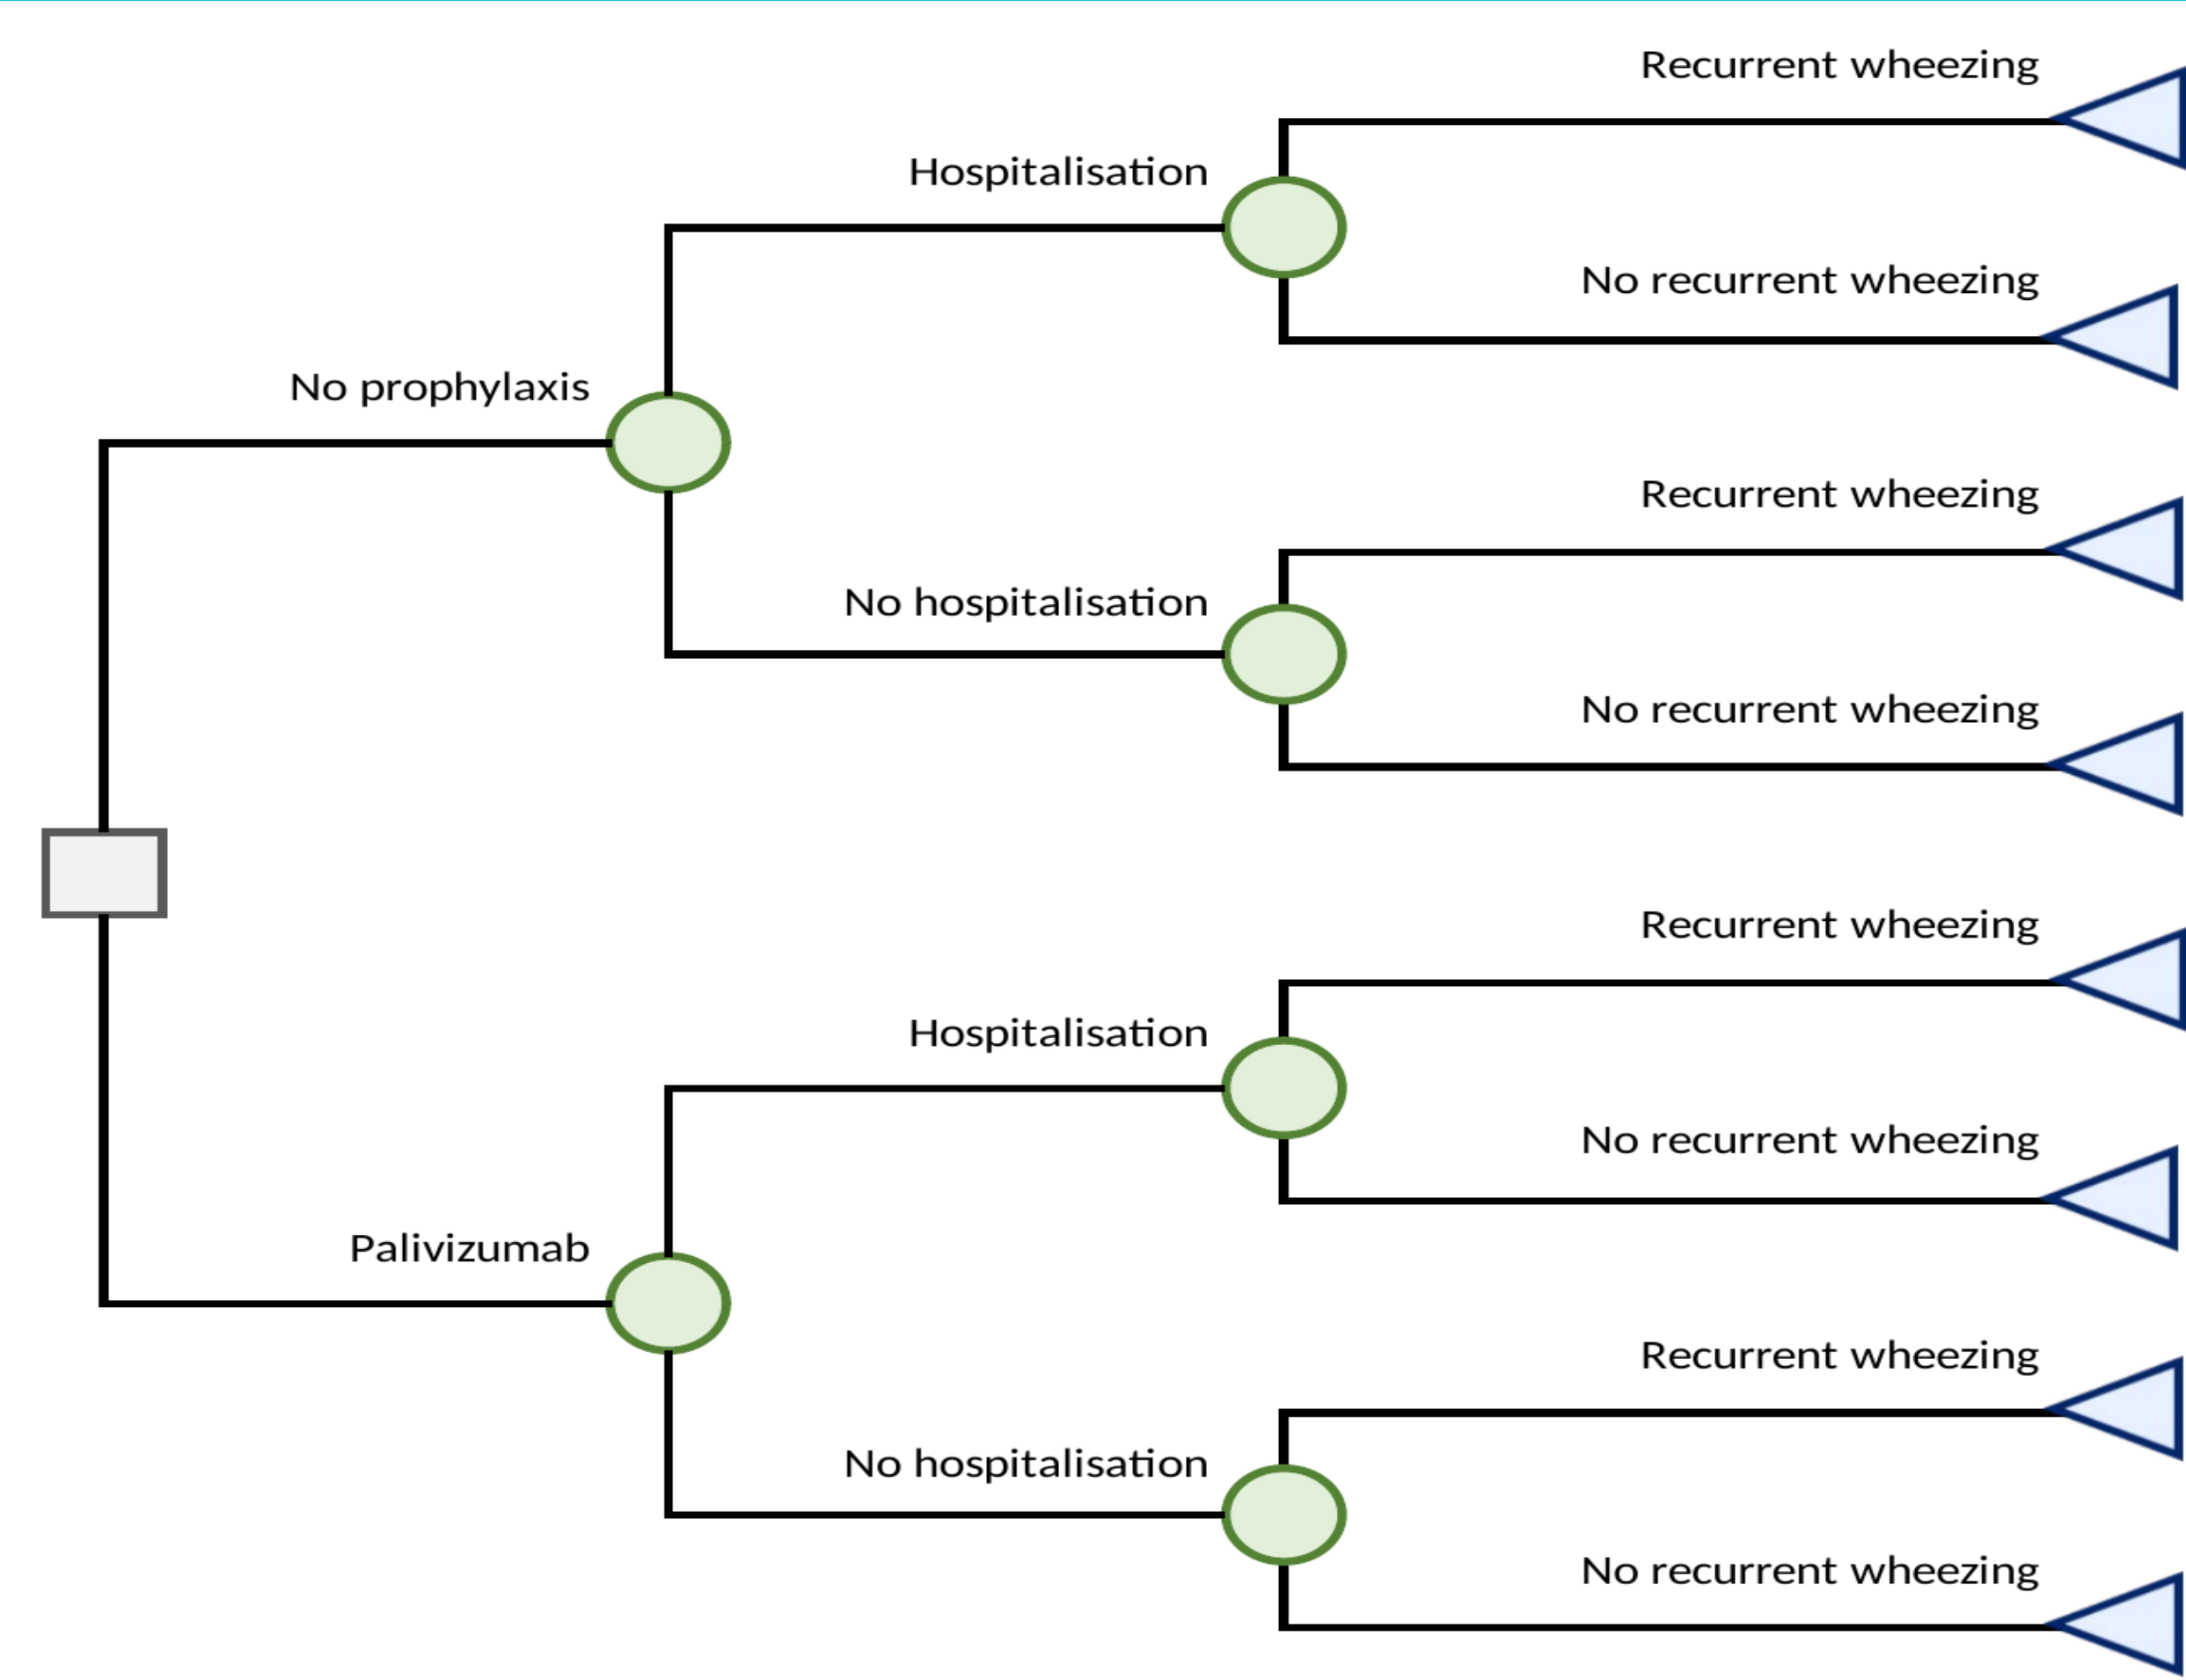 Recurrent wheezing
Hospitalisation
No recurrent wheezing
No prophylaxis
Recurrent wheezing
No hospitalisation
No recurrent wheezing
Recurrent wheezing
Hospitalisation
No recurrent wheezing
Palivizumab
Recurrent wheezing
No hospitalisation
No recurrent wheezing